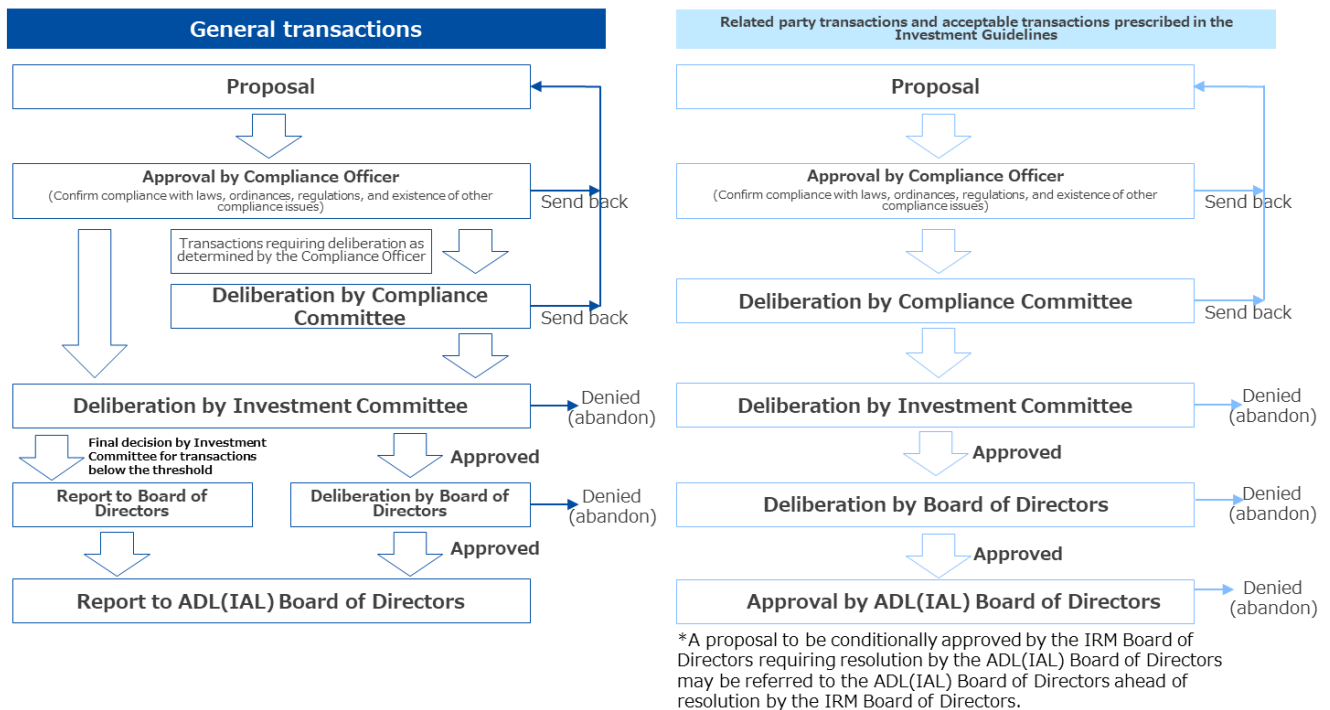 General transactions
Proposal
Approval by Compliance Officer
(Confirm compliance with laws, ordinances, regulations, and existence of other
compliance issues)
Send back
Transactions requiring deliberation as
determined by the Compliance Officer
Deliberation by Compliance
Committee
Send back
Deliberation by Investment Committee
Denied
(abandon)
Final decision by Investment
Committee for transactions
below the threshold
Approved
Report to Board of
Directors
Deliberation by Board of
Directors
Denied
(abandon)
Approved
Report to ADL(IAL) Board of Directors
Related party transactions and acceptable transactions prescribed in the
Investment Guidelines
Proposal
Approval by Compliance Officer
(Confirm compliance with laws, ordinances, regulations, and existence of other
compliance issues)
Send back
Deliberation by Compliance Committee
Send back
Deliberation by Investment Committee
Denied
(abandon)
Approved
Deliberation by Board of Directors
Denied
(abandon)
Approved
Approval by ADL(IAL) Board of Directors
Denied
(abandon)
*A proposal to be conditionally approved by the IRM Board of
Directors requiring resolution by the ADL(IAL) Board of Directors
may be referred to the ADL(IAL) Board of Directors ahead of
resolution by the IRM Board of Directors.